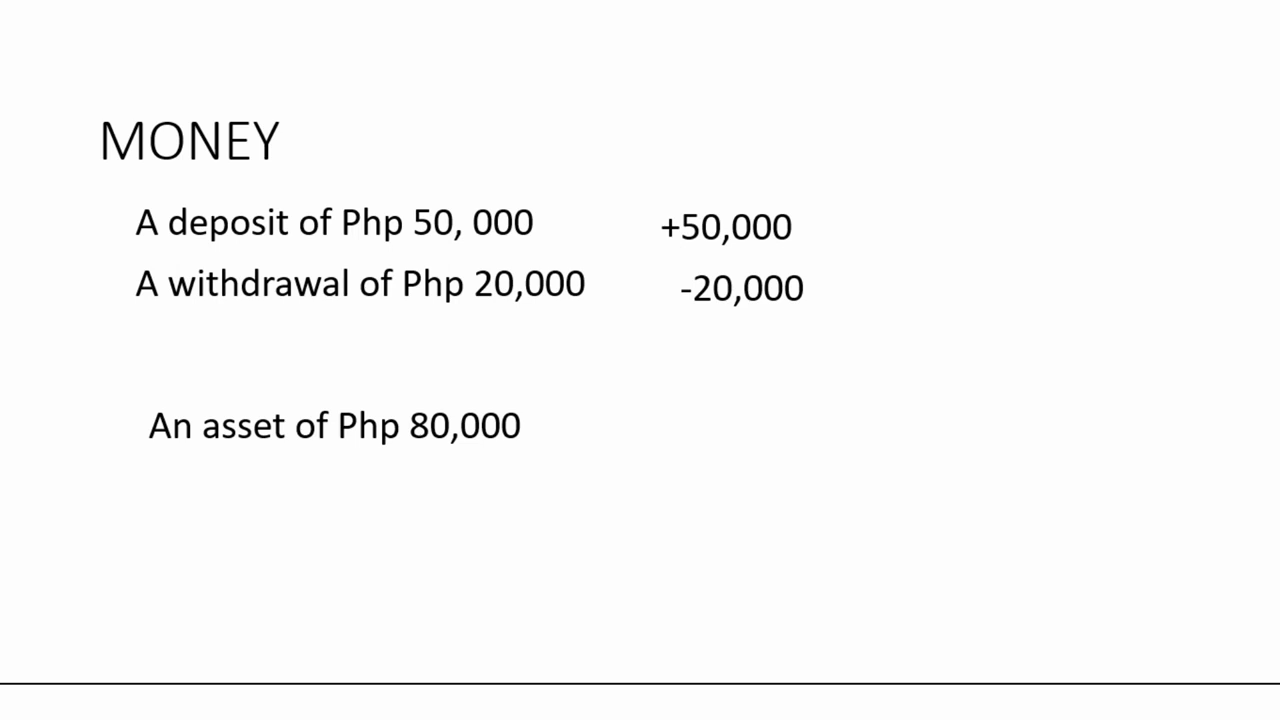 MONEY
A deposit of Php 50, 000 +50,000
A withdrawal of Php 20,000 -20,000
An asset of Php 80,000